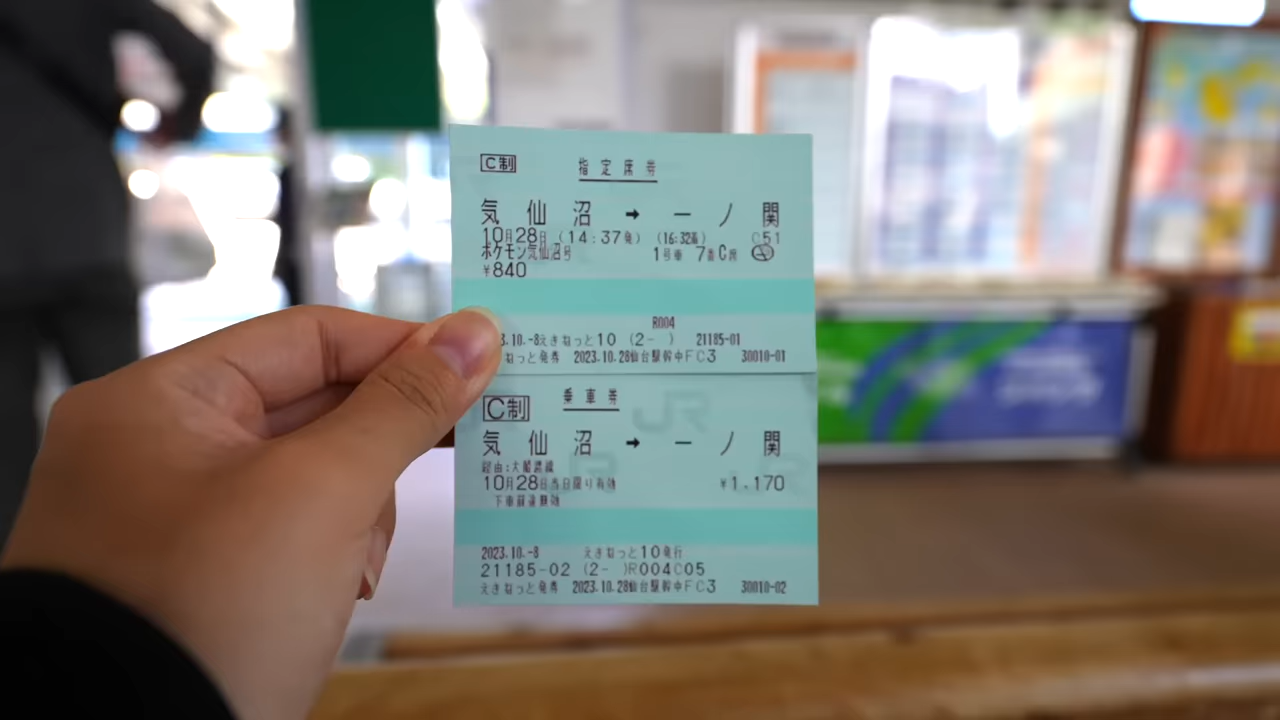 C制
指定席券
気仙沼 ➡ 一ノ関
10月28日 (14:37発) (16:32着) C51
ポケモン気仙沼号 1号車 7番C席
¥840
R004
3.10.-8えきねっと10 (2- ) 21185-01
ねっと発券 2023.10.28仙台駅幹中FC3 30010-01
C制
乗車券
気仙沼 ➡ 一ノ関
経由:大船渡線
10月28日当日限り有効 ¥1,170
下車前途無効
2023.10.-8 えきねっと10発行
21185-02 (2- )R004C05
えきねっと発券 2023.10.28仙台駅幹中FC3 30010-02
JR